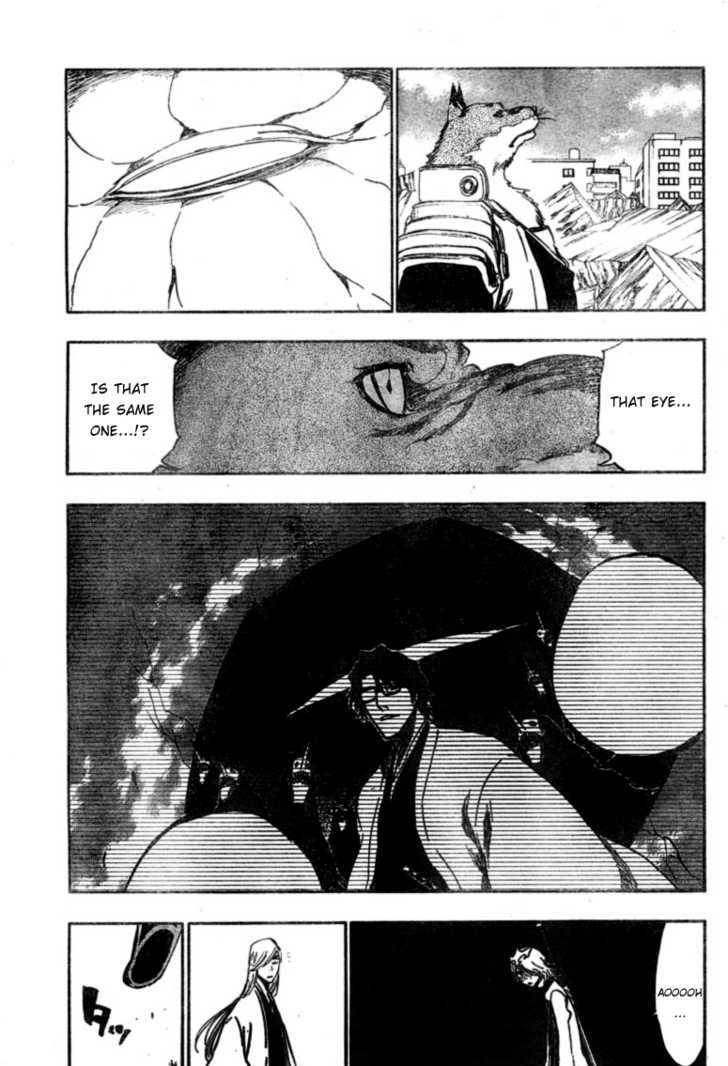 THAT EYE...
IS THAT
THE SAME
ONE...!?
AOOOOH
...